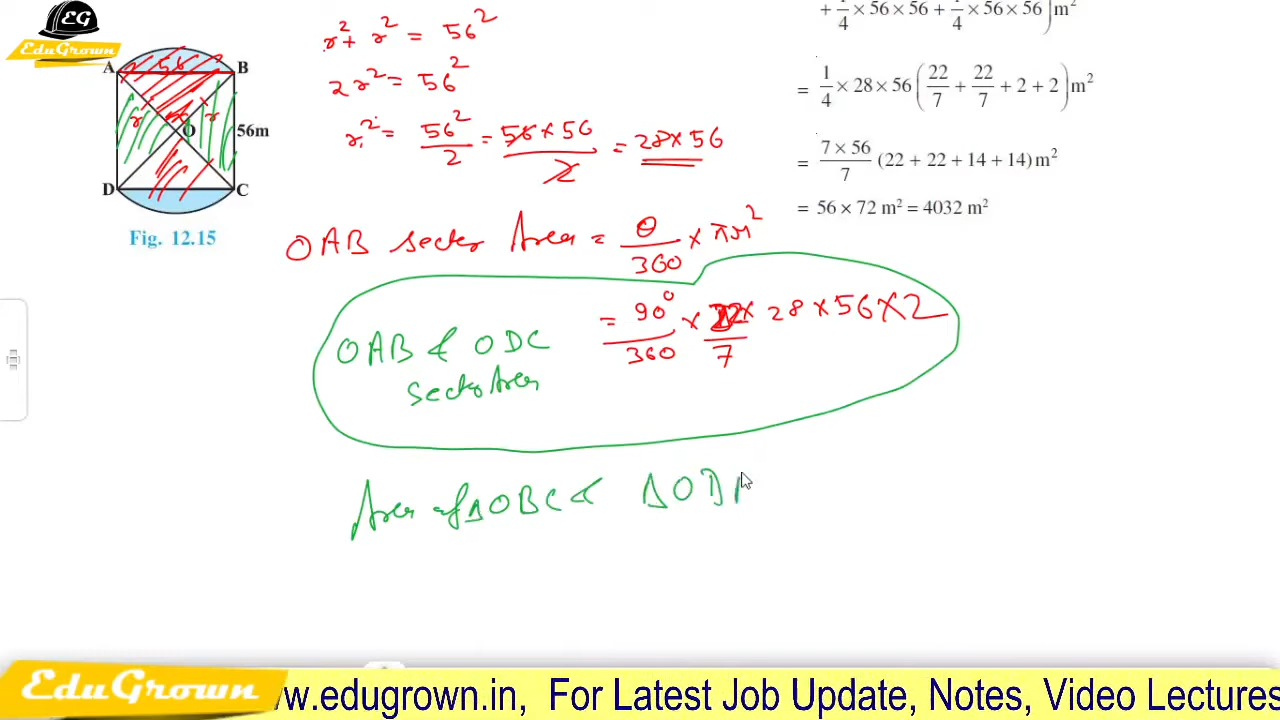 EG
EduGrown
A 56 B
r r
O 56m
D C
Fig. 12.15
r² + r² = 56²
2r² = 56²
r² = 56²/2 = 56 × 56/2 = 28 × 56
OAB sector Area = θ/360 × πr²
= 90°/360 × 22/7 × 28 × 56 × 2
OAB & ODC
Sector Area
Area of Δ OBC & Δ OD
+ 1/4 × 56 × 56 + 1/4 × 56 × 56) m²
= 1/4 × 28 × 56 (22/7 + 22/7 + 2 + 2) m²
= 7 × 56/7 (22 + 22 + 14 + 14) m²
= 56 × 72 m² = 4032 m²
EduGrown
ww.edugrown.in, For Latest Job Update, Notes, Video Lectures